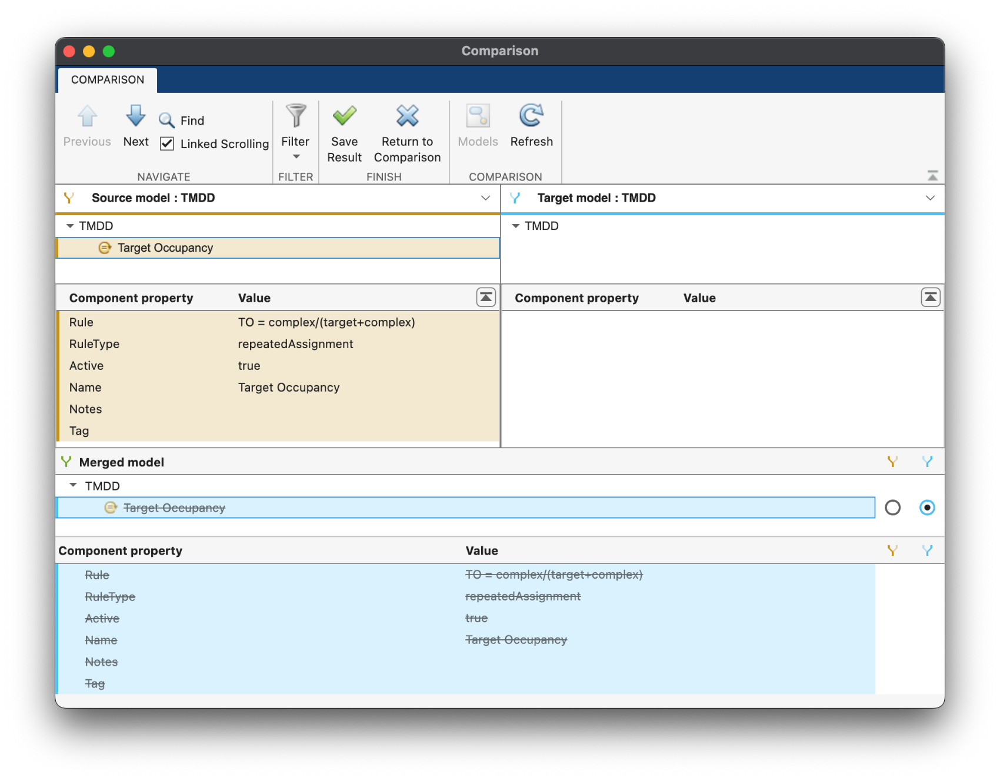 Comparison
COMPARISON
Previous
Next
Find
Linked Scrolling
NAVIGATE
Filter
FILTER
Save
Result
Return to
Comparison
FINISH
Models
Refresh
COMPARISON
Source model : TMDD
Target model : TMDD
TMDD
Target Occupancy
TMDD
Component property Value
Rule TO = complex/(target+complex)
RuleType repeatedAssignment
Active true
Name Target Occupancy
Notes
Tag
Component property Value
Merged model
TMDD
Target Occupancy
Component property Value
Rule TO = complex/(target+complex)
RuleType repeatedAssignment
Active true
Name Target Occupancy
Notes
Tag